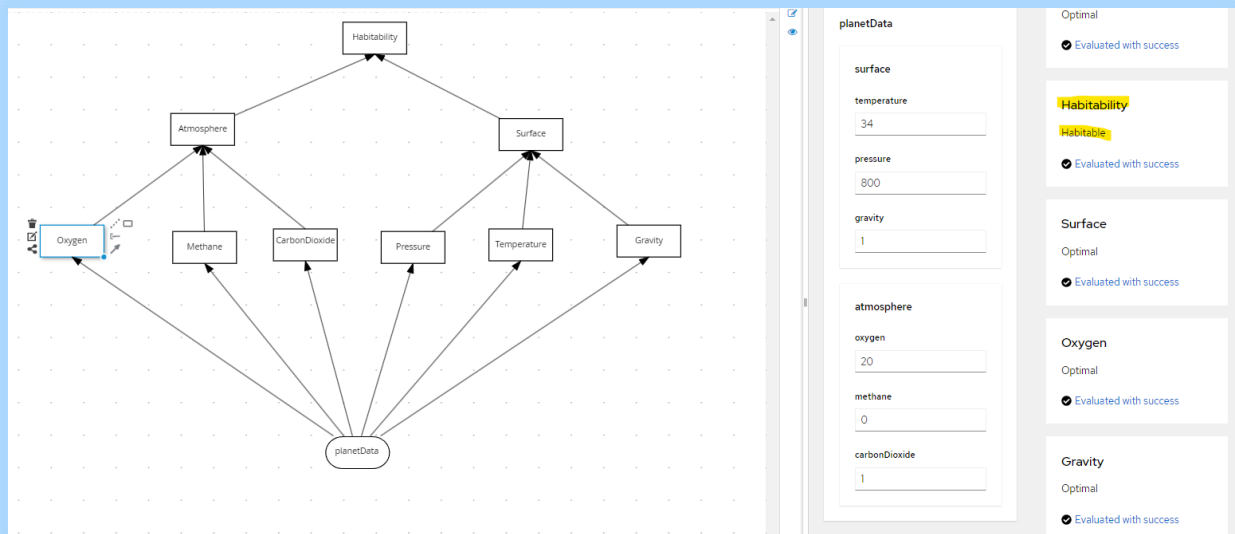 Habitability
Atmosphere
Surface
Oxygen
Methane
CarbonDioxide
Pressure
Temperature
Gravity
planetData
planetData
surface
temperature
34
pressure
800
gravity
1
atmosphere
oxygen
20
methane
0
carbonDioxide
1
Optimal
Evaluated with success
Habitability
Habitable
Evaluated with success
Surface
Optimal
Evaluated with success
Oxygen
Optimal
Evaluated with success
Gravity
Optimal
Evaluated with success